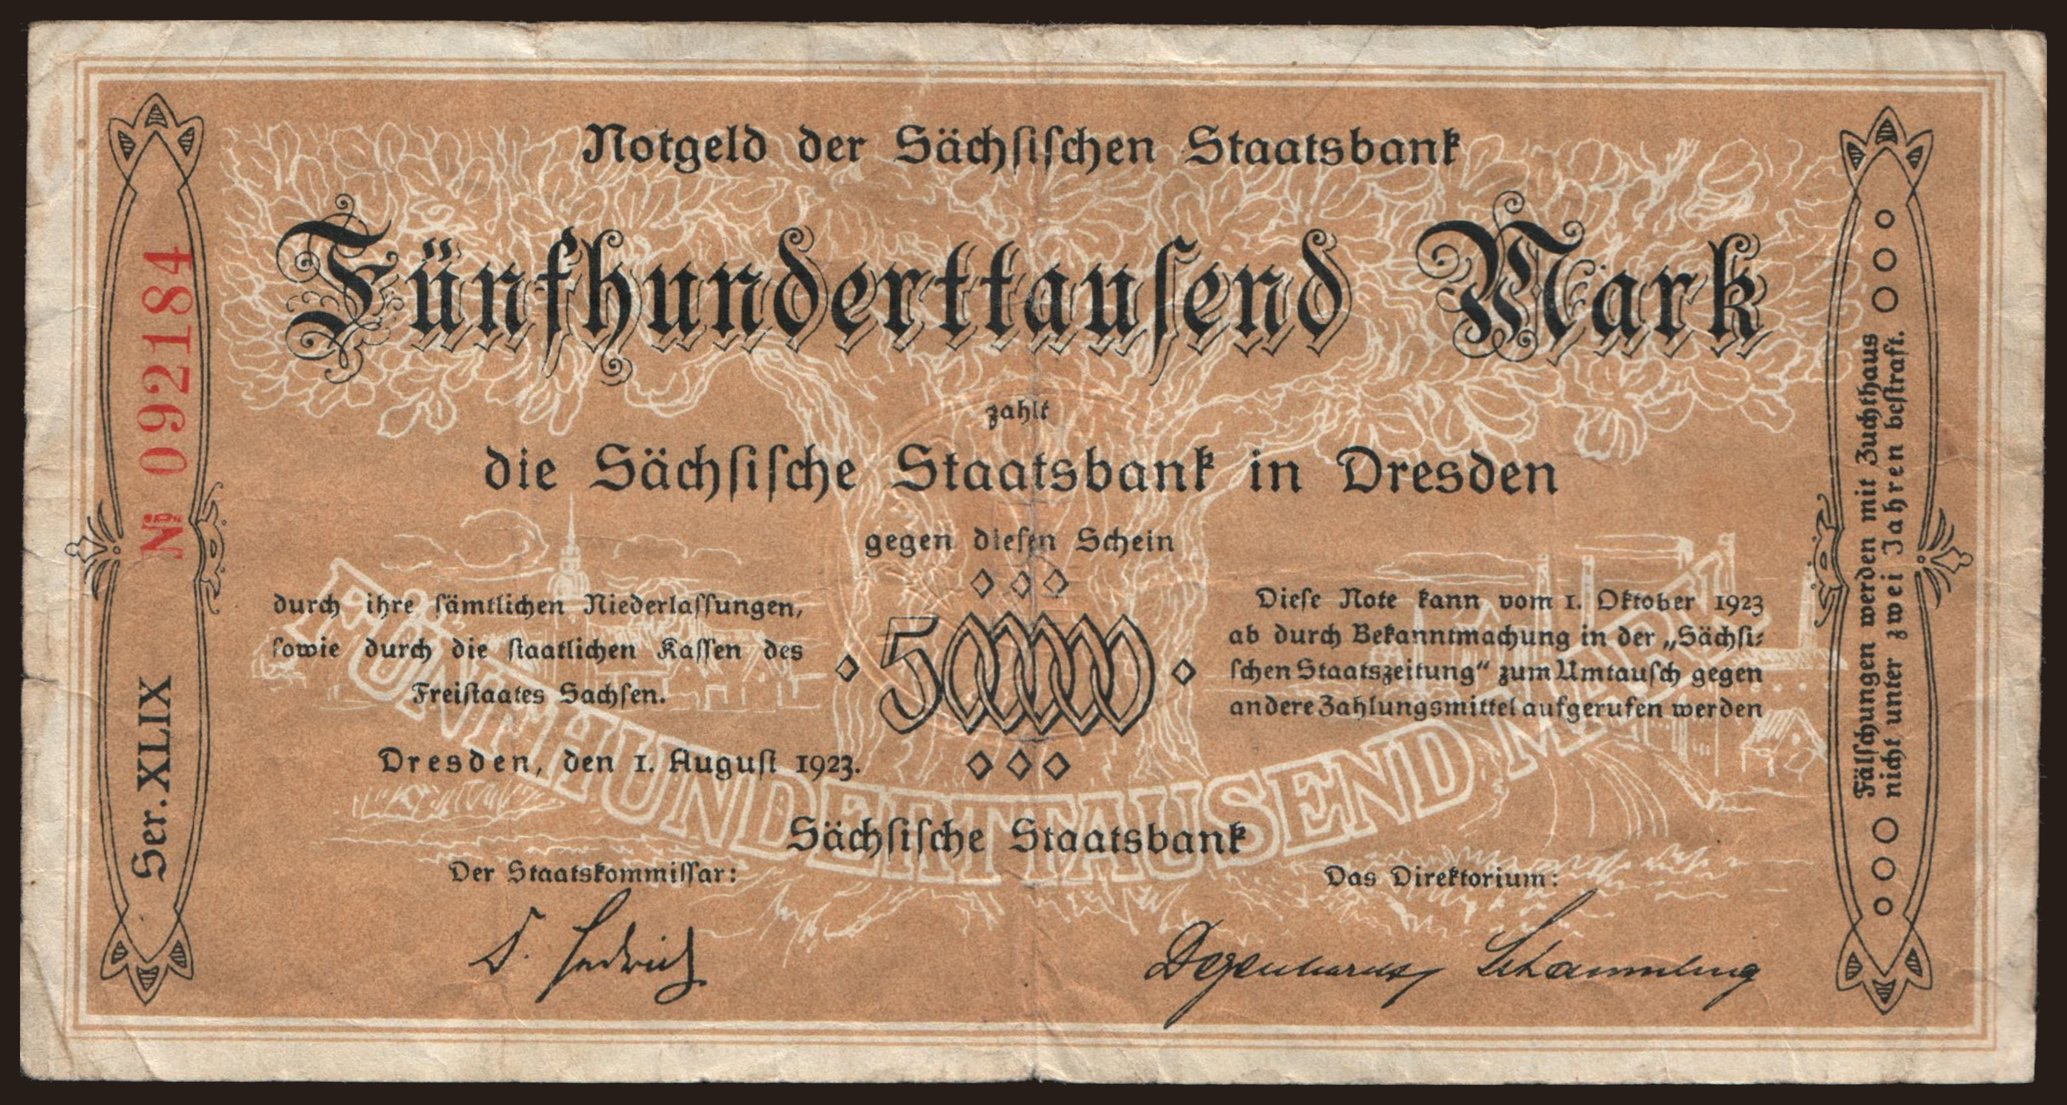 Notgeld der Sächsischen Staatsbank
Fünfhunderttausend Mark
zahlt
die Sächsische Staatsbank in Dresden
gegen diesen Schein
durch ihre sämtlichen Niederlassungen,
sowie durch die staatlichen Kassen des
Freistaates Sachsen.
500000
Diese Note kann vom 1. Oktober 1923
ab durch Bekanntmachung in der „Sächsi-
schen Staatszeitung“ zum Umtausch gegen
andere Zahlungsmittel aufgerufen werden
Dresden, den 1. August 1923.
FÜNFHUNDERTTAUSEND MARK
Sächsische Staatsbank
Der Staatskommissar:
Das Direktorium:
Degenhardt
Ser. XLIX
№ 092184
Fälschungen werden mit Zuchthaus
nicht unter zwei Jahren bestraft.